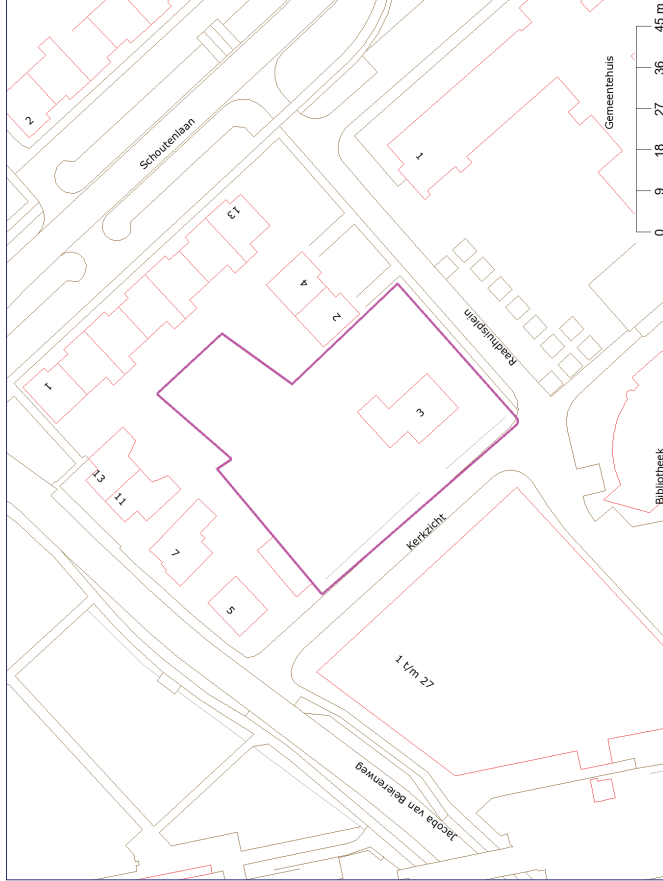 2
Schoutenlaan
1
Gemeentehuis
45 m
36
27
18
9
0
13
4
2
Raadhuisplein
1
3
13
11
7
5
Kerkzicht
Bibliotheek
1 t/m 27
Jacoba van Beierenweg